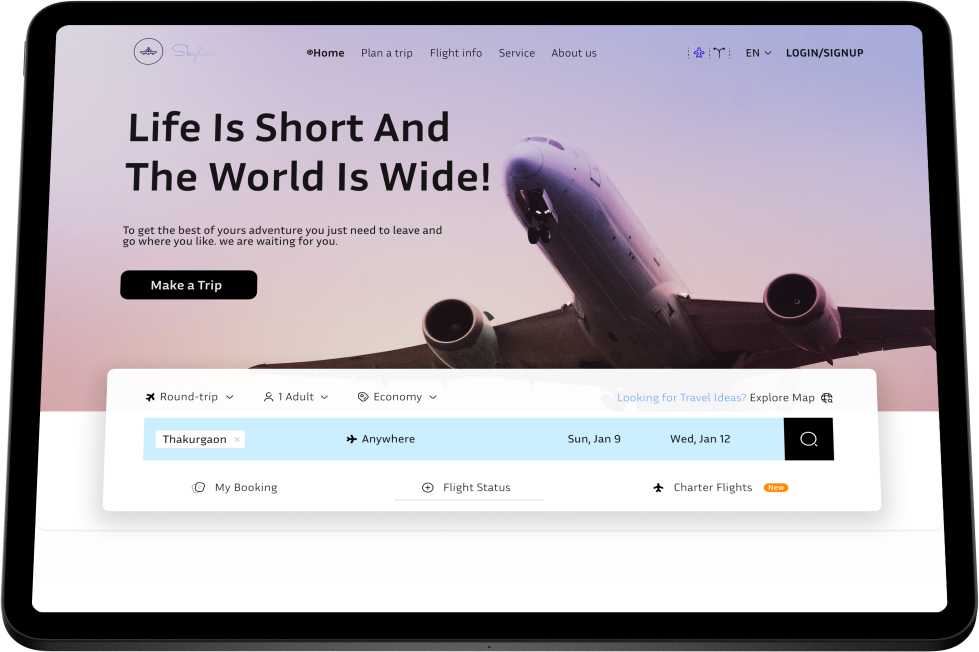 Home
Plan a trip
Flight info
Service
About us
EN
LOGIN/SIGNUP
Life Is Short And
The World Is Wide!
To get the best of yours adventure you just need to leave and
go where you like. we are waiting for you.
Make a Trip
Round-trip
1 Adult
Economy
Looking for Travel Ideas? Explore Map
Thakurgaon ×
Anywhere
Sun, Jan 9
Wed, Jan 12
My Booking
Flight Status
Charter Flights
New